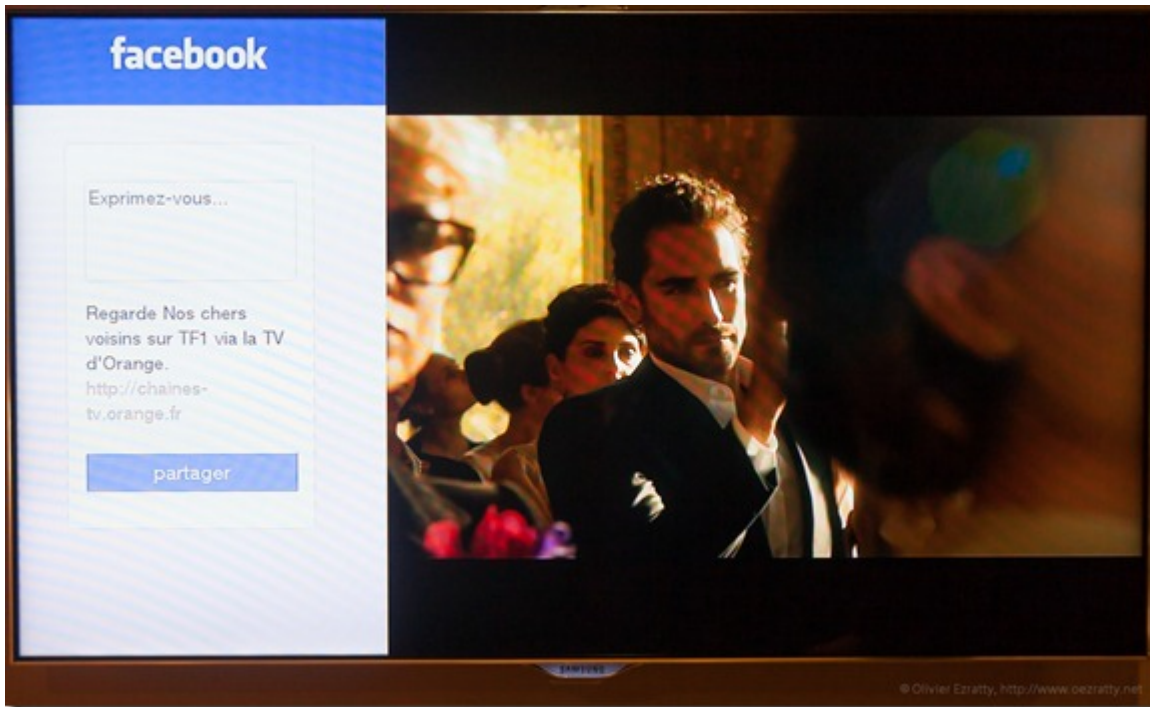 facebook
Exprimez-vous...
Regarde Nos chers
voisins sur TF1 via la TV
d'Orange.
http://chaines-
tv.orange.fr
partager
SAMSUNG
© Olivier Ezratty, http://www.oezratty.net